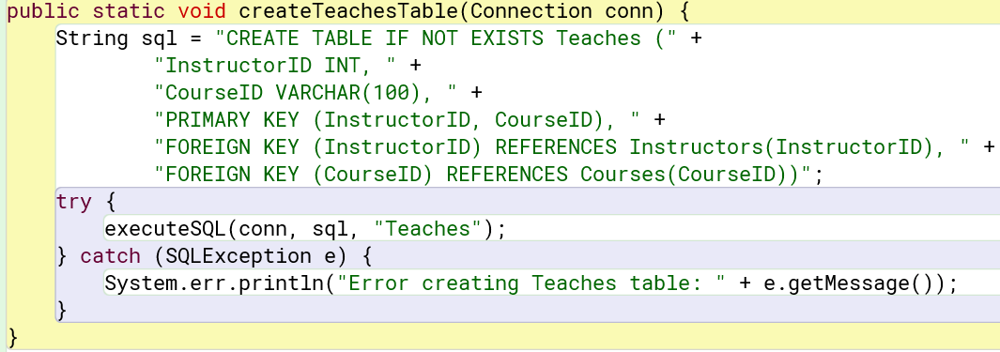 public static void createTeachesTable(Connection conn) {
String sql = "CREATE TABLE IF NOT EXISTS Teaches (" +
"InstructorID INT, " +
"CourseID VARCHAR(100), " +
"PRIMARY KEY (InstructorID, CourseID), " +
"FOREIGN KEY (InstructorID) REFERENCES Instructors(InstructorID), " +
"FOREIGN KEY (CourseID) REFERENCES Courses(CourseID))";
try {
executeSQL(conn, sql, "Teaches");
} catch (SQLException e) {
System.err.println("Error creating Teaches table: " + e.getMessage());
}
}